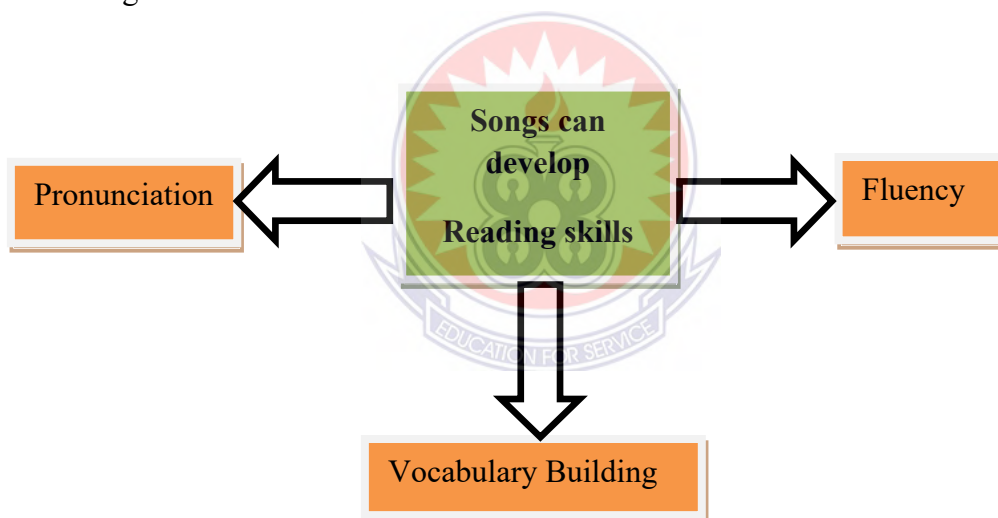 Songs can
develop
Reading skills
Pronunciation
Fluency
Vocabulary Building
EDUCATION FOR SERVICE